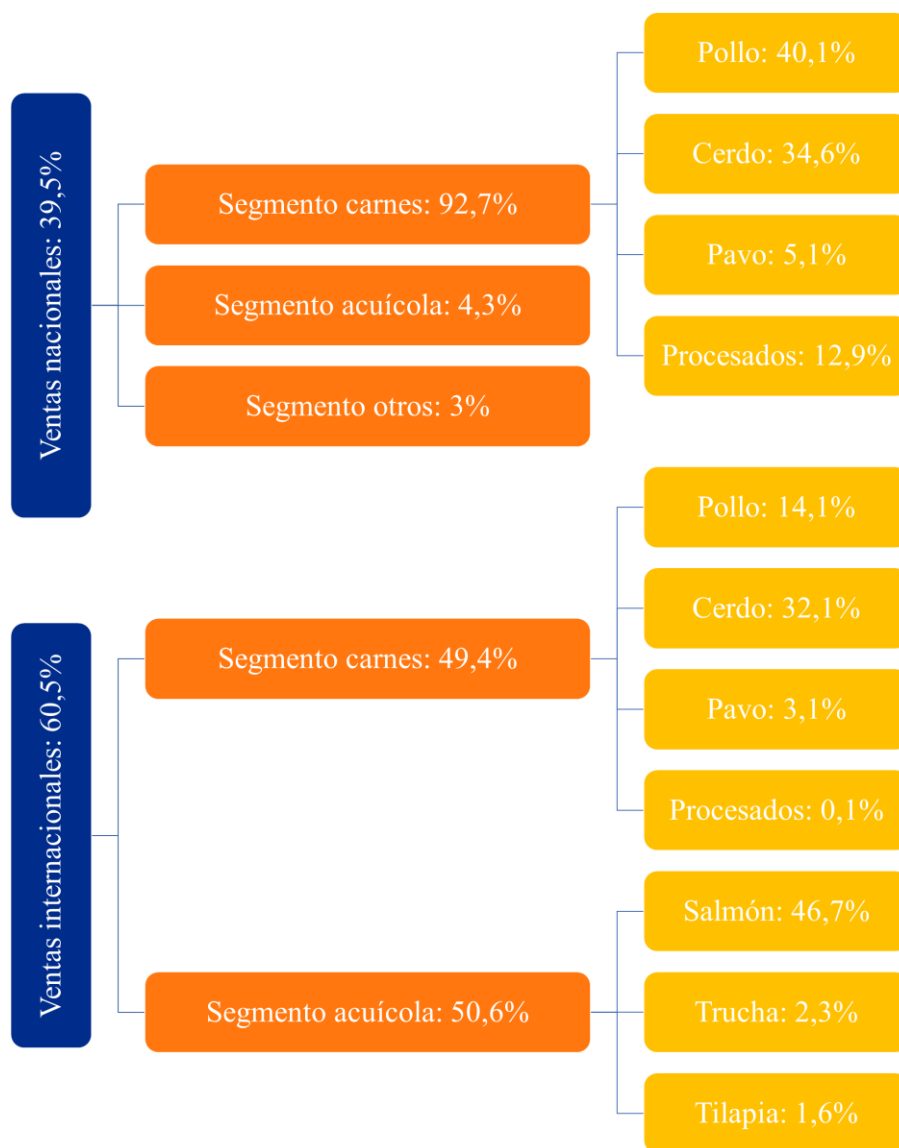 Ventas nacionales: 39,5%
Segmento carnes: 92,7%
Pollo: 40,1%
Cerdo: 34,6%
Pavo: 5,1%
Procesados: 12,9%
Segmento acuícola: 4,3%
Segmento otros: 3%
Ventas internacionales: 60,5%
Segmento carnes: 49,4%
Pollo: 14,1%
Cerdo: 32,1%
Pavo: 3,1%
Procesados: 0,1%
Segmento acuícola: 50,6%
Salmón: 46,7%
Trucha: 2,3%
Tilapia: 1,6%